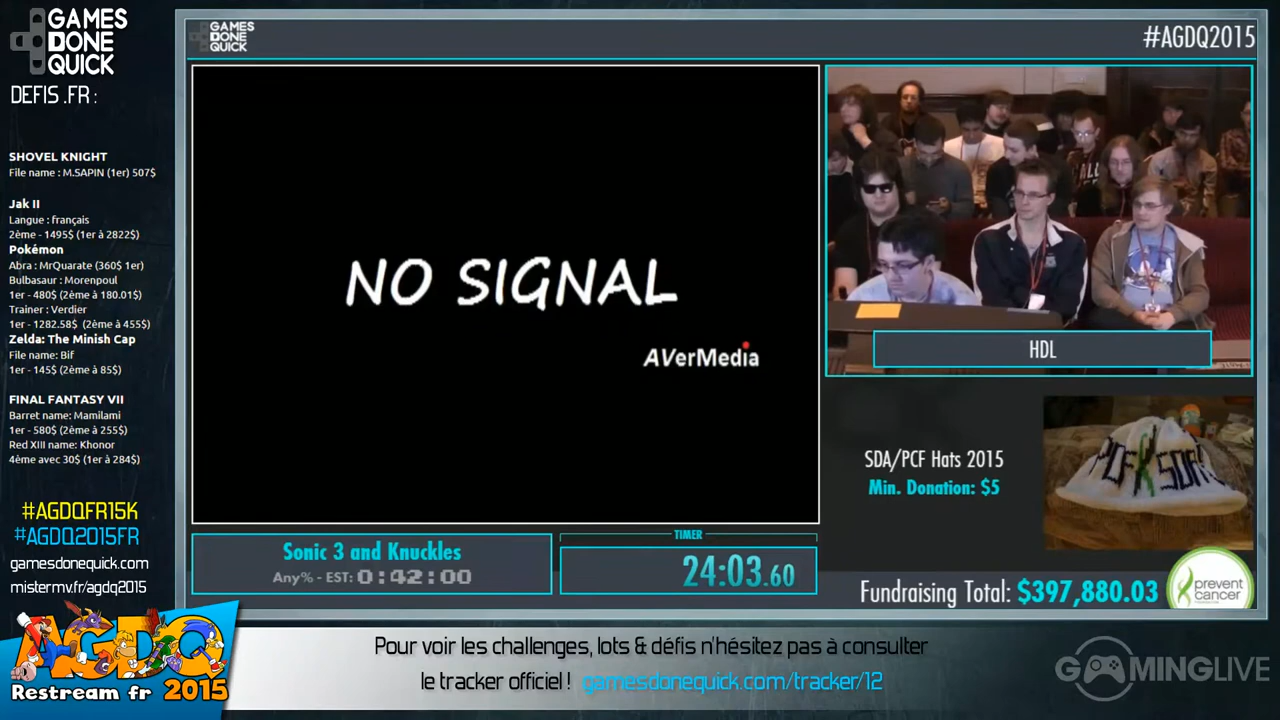 GAMES
DONE
QUICK
DEFIS .FR :
SHOVEL KNIGHT
File name : M.SAPIN (1er) 507$
Jak II
Langue : français
2ème - 1495$ (1er à 2822$)
Pokémon
Abra : MrQuarate (360$ 1er)
Bulbasaur : Morenpoul
1er - 480$ (2ème à 180.01$)
Trainer : Verdier
1er - 1282.58$ (2ème à 455$)
Zelda: The Minish Cap
File name: Bif
1er - 145$ (2ème à 85$)
FINAL FANTASY VII
Barret name: Mamilami
1er - 580$ (2ème à 255$)
Red XIII name: Khonor
4ème avec 30$ (1er à 284$)
#AGDQFR15K
#AGDQ2015FR
gamesdonequick.com
mistermv.fr/agdq2015
AGDQ
Restream fr 2015
GAMES
DONE
QUICK
#AGDQ2015
NO SIGNAL
AVerMedia
HDL
SDA/PCF Hats 2015
Min. Donation: $5
Sonic 3 and Knuckles
Any% - EST: 0:42:00
TIMER
24:03.60
Fundraising Total: $397,880.03
prevent
cancer
Pour voir les challenges, lots & défis n'hésitez pas à consulter
le tracker officiel ! gamesdonequick.com/tracker/12
GAMINGLIVE